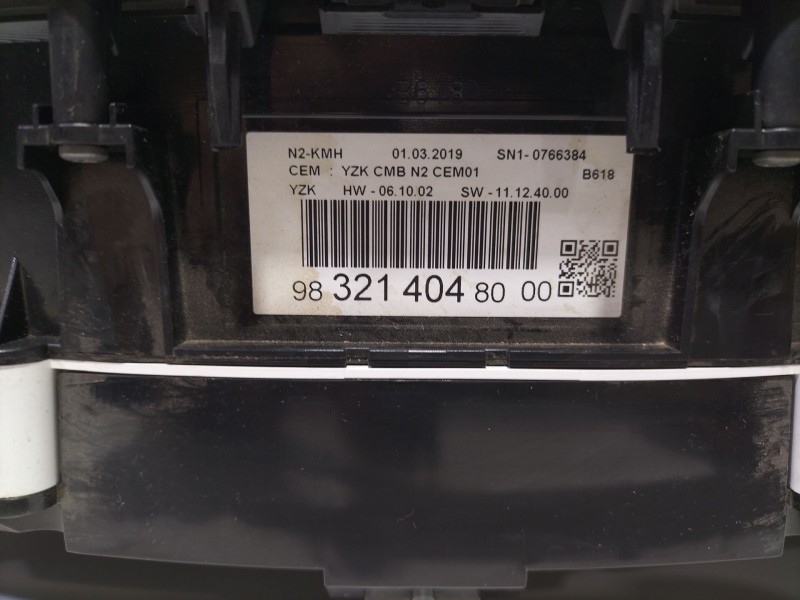 N2-KMH 01.03.2019 SN1- 0766384
CEM : YZK CMB N2 CEM01 B618
YZK HW - 06.10.02 SW - 11.12.40.00
98 321 404 80 00